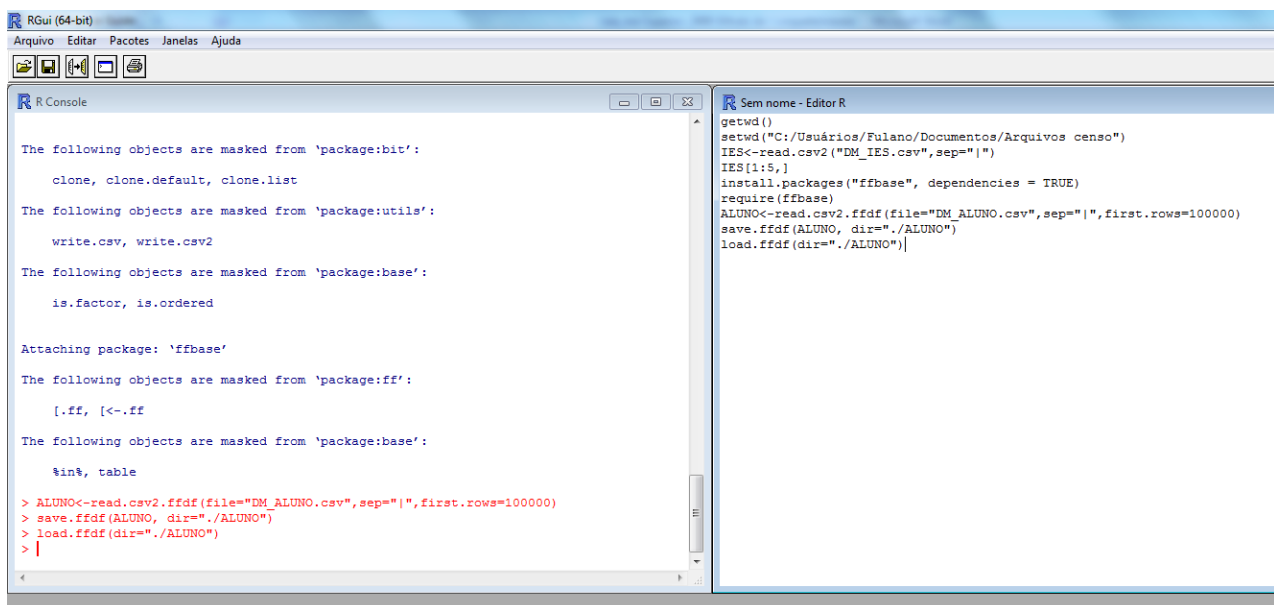 RGui (64-bit)
Arquivo Editar Pacotes Janelas Ajuda
R Console
The following objects are masked from ‘package:bit’:
clone, clone.default, clone.list
The following objects are masked from ‘package:utils’:
write.csv, write.csv2
The following objects are masked from ‘package:base’:
is.factor, is.ordered
Attaching package: ‘ffbase’
The following objects are masked from ‘package:ff’:
[.ff, [<-.ff
The following objects are masked from ‘package:base’:
%in%, table
> ALUNO<-read.csv2.ffdf(file="DM_ALUNO.csv",sep="|",first.rows=100000)
> save.ffdf(ALUNO, dir="./ALUNO")
> load.ffdf(dir="./ALUNO")
>
Sem nome - Editor R
getwd()
setwd("C:/Usuários/Fulano/Documentos/Arquivos censo")
IES<-read.csv2("DM_IES.csv",sep="|")
IES[1:5,]
install.packages("ffbase", dependencies = TRUE)
require(ffbase)
ALUNO<-read.csv2.ffdf(file="DM_ALUNO.csv",sep="|",first.rows=100000)
save.ffdf(ALUNO, dir="./ALUNO")
load.ffdf(dir="./ALUNO")